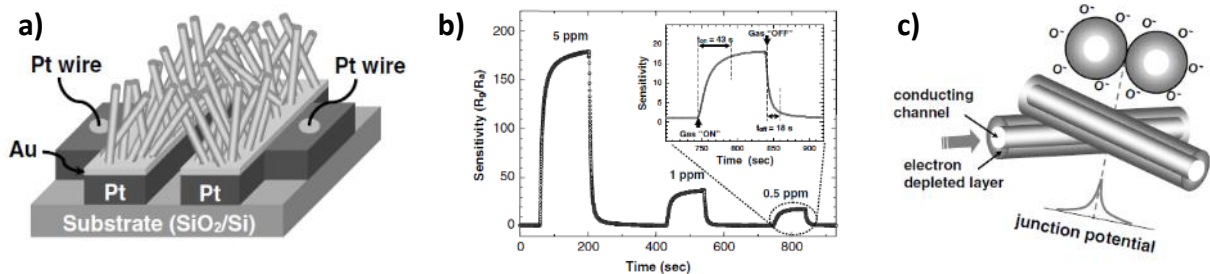 a)
Pt wire
Pt wire
Au
Pt
Pt
Substrate (SiO₂/Si)
b)
Sensitivity (Rg/Ra)
200
150
100
50
0
0
200
400
600
800
Time (sec)
5 ppm
1 ppm
0.5 ppm
Sensitivity
20
15
10
5
0
750
800
850
900
Time (sec)
ton = 43 s
Gas "OFF"
Gas "ON"
toff = 18 s
c)
O⁻ O⁻ O⁻ O⁻
O⁻ O⁻
O⁻ O⁻ O⁻ O⁻
conducting
channel
electron
depleted layer
junction potential